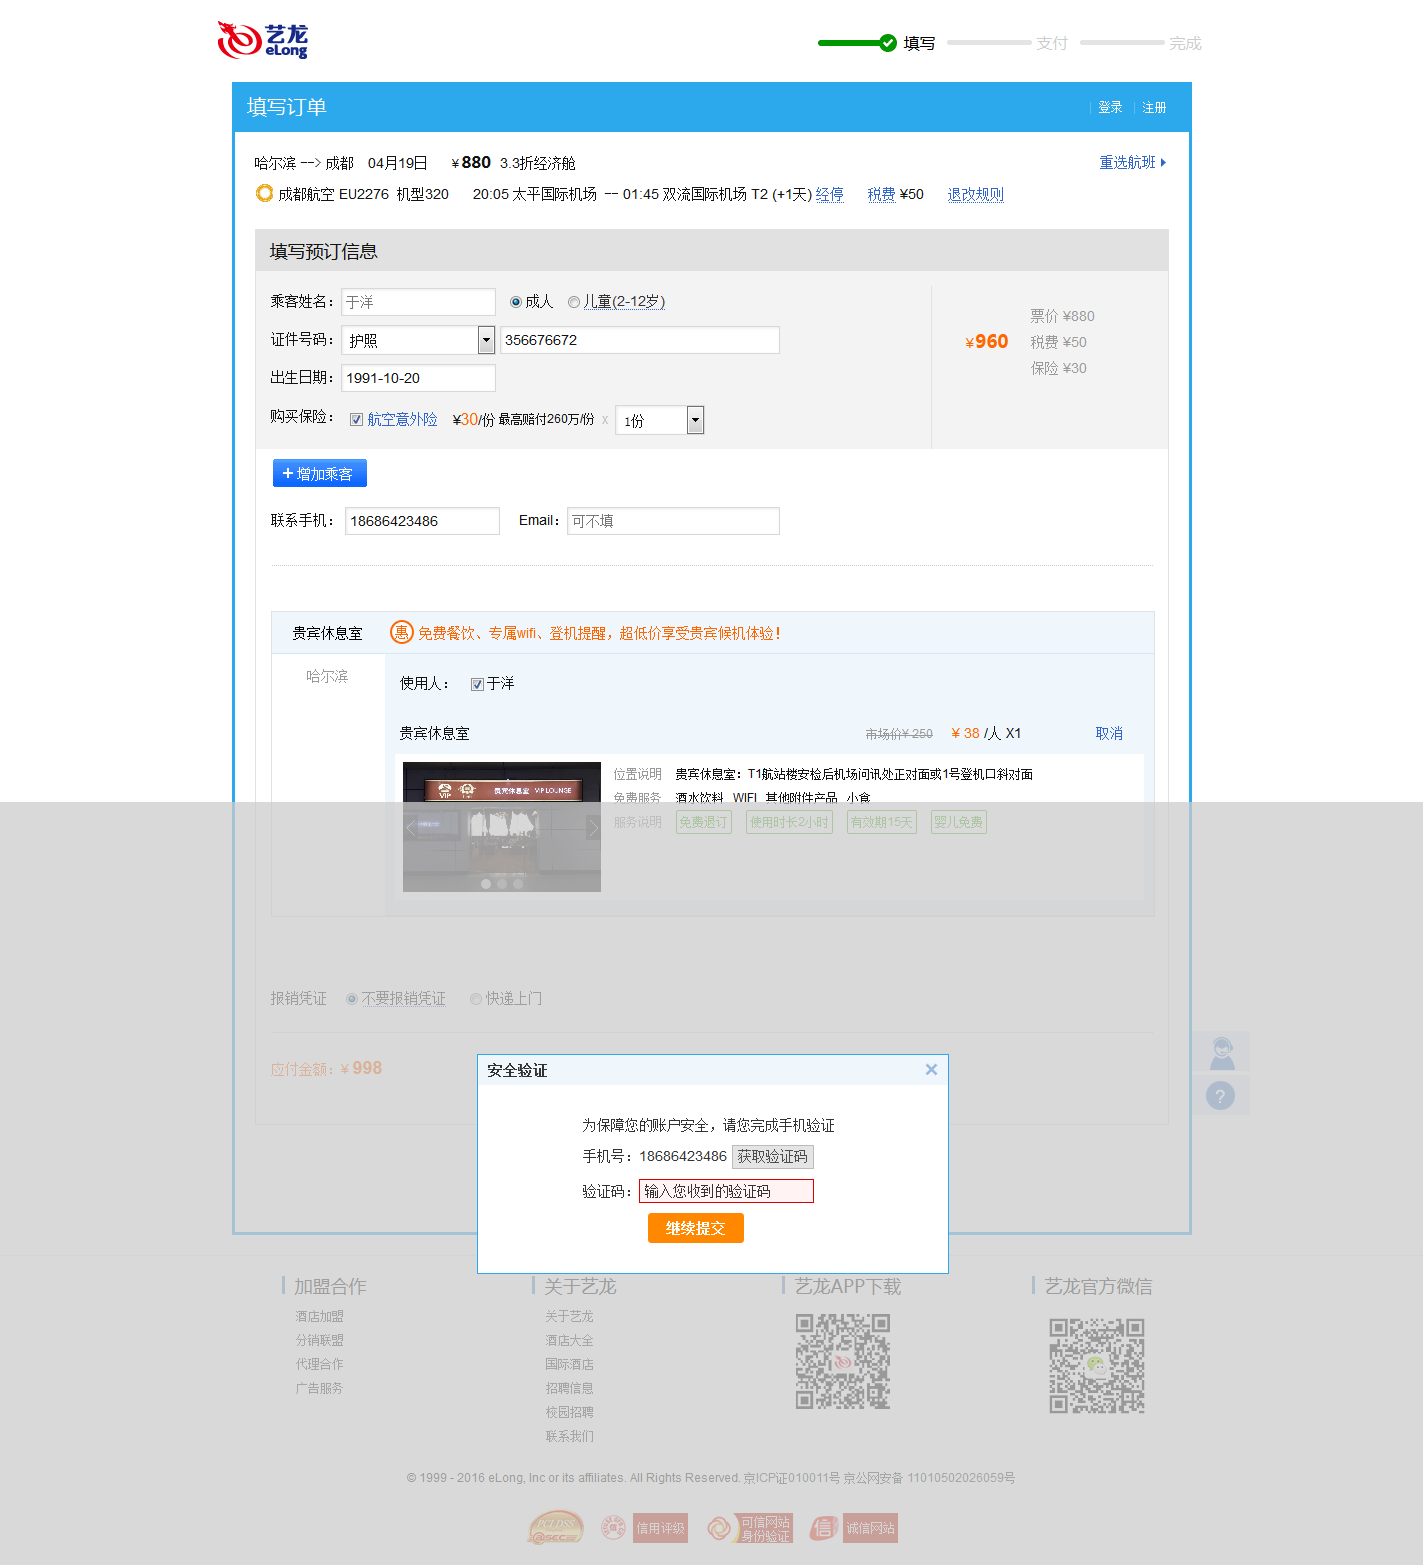 艺龙
eLong
填写 支付 完成
填写订单 登录 注册
哈尔滨 --> 成都 04月19日 ¥880 3.3折经济舱 重选航班
成都航空 EU2276 机型320 20:05 太平国际机场 -- 01:45 双流国际机场 T2 (+1天) 经停 税费 ¥50 退改规则
填写预订信息
乘客姓名： 于洋 成人 儿童(2-12岁)
票价 ¥880
证件号码： 护照 356676672
¥960 税费 ¥50
保险 ¥30
出生日期： 1991-10-20
购买保险： 航空意外险 ¥30/份 最高赔付260万/份 x 1份
+ 增加乘客
联系手机： 18686423486 Email： 可不填
贵宾休息室 惠 免费餐饮、专属wifi、登机提醒，超低价享受贵宾候机体验！
哈尔滨
使用人： 于洋
贵宾休息室 市场价¥ 250 ¥ 38 /人 X1 取消
VIP 贵宾休息室 VIP LOUNGE
位置说明 贵宾休息室：T1航站楼安检后机场问讯处正对面或1号登机口斜对面
免费服务 酒水饮料 WIFI 其他附件产品 小食
服务说明 免费退订 使用时长2小时 有效期15天 婴儿免费
报销凭证 不要报销凭证 快递上门
应付金额：¥ 998
安全验证 ×
为保障您的账户安全，请您完成手机验证
手机号：18686423486 获取验证码
验证码： 输入您收到的验证码
继续提交
?
加盟合作
酒店加盟
分销联盟
代理合作
广告服务
关于艺龙
关于艺龙
酒店大全
国际酒店
招聘信息
校园招聘
联系我们
艺龙APP下载
艺龙官方微信
© 1999 - 2016 eLong, Inc or its affiliates. All Rights Reserved. 京ICP证010011号 京公网安备 11010502026059号
信用评级
可信网站
身份验证
信 诚信网站